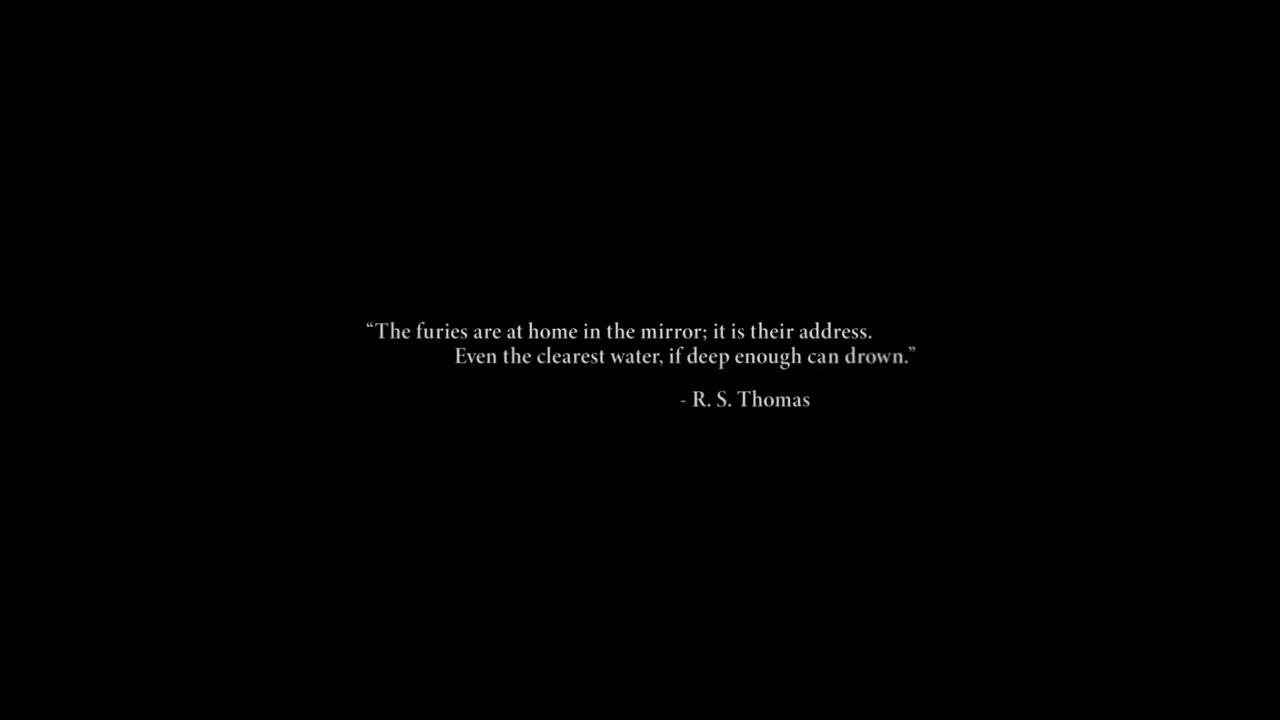 “The furies are at home in the mirror; it is their address.
Even the clearest water, if deep enough can drown.”
- R. S. Thomas